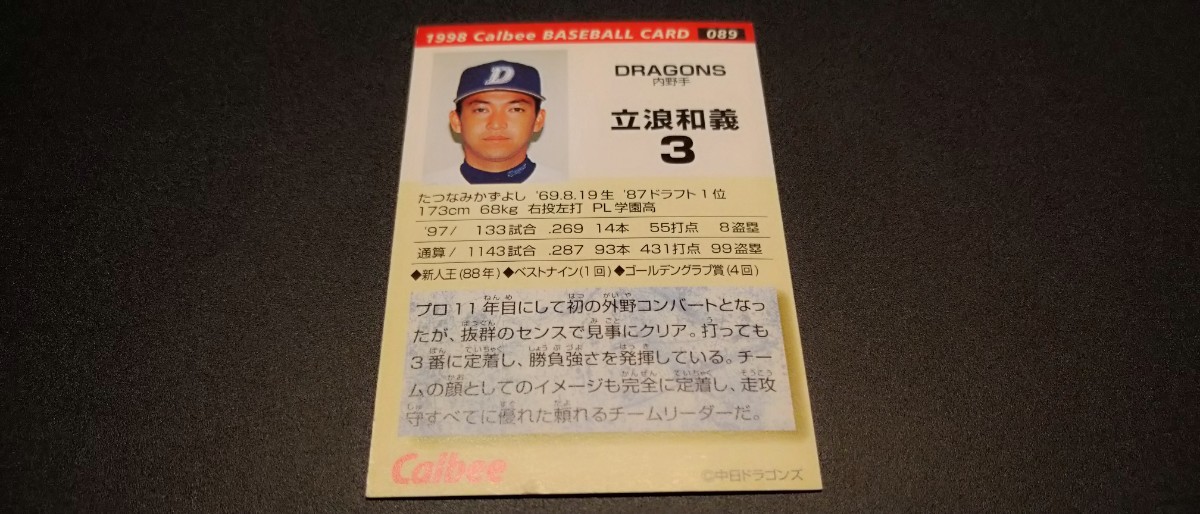 1998 Calbee BASEBALL CARD 089
D
DRAGONS
内野手
立浪和義
3
たつなみかずよし '69.8.19生 '87ドラフト1位
173cm 68kg 右投左打 PL学園高
'97/ 133試合 .269 14本 55打点 8盗塁
通算/ 1143試合 .287 93本 431打点 99盗塁
◆新人王(88年)◆ベストナイン(1回)◆ゴールデングラブ賞(4回)
プロ11年目にして初の外野コンバートとなっ
たが、抜群のセンスで見事にクリア。打っても
3番に定着し、勝負強さを発揮している。チー
ムの顔としてのイメージも完全に定着し、走攻
守すべてに優れた頼れるチームリーダーだ。
Calbee
©中日ドラゴンズ